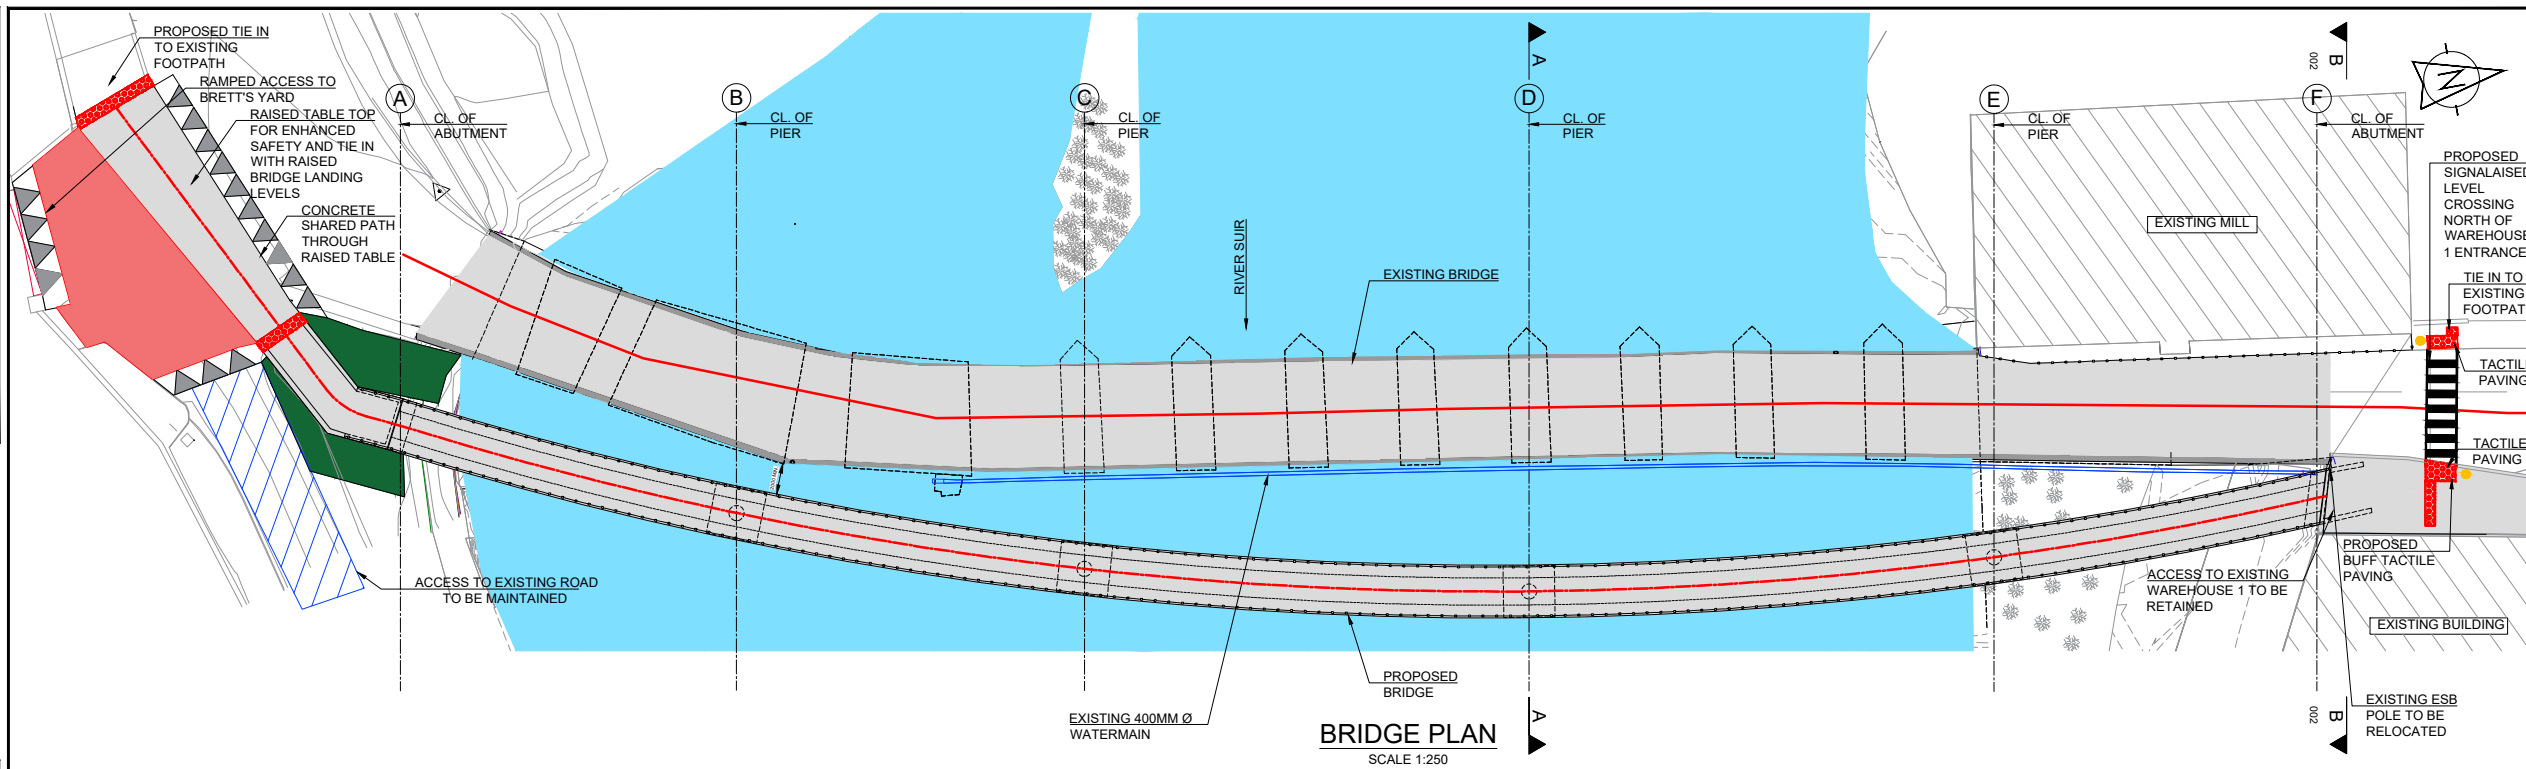 PROPOSED TIE IN
TO EXISTING
FOOTPATH
RAMPED ACCESS TO
BRETT'S YARD
RAISED TABLE TOP
FOR ENHANCED
SAFETY AND TIE IN
WITH RAISED
BRIDGE LANDING
LEVELS
CONCRETE
SHARED PATH
THROUGH
RAISED TABLE
A
CL. OF
ABUTMENT
B
CL. OF
PIER
C
CL. OF
PIER
A
D
CL. OF
PIER
E
CL. OF
PIER
002
B
F
CL. OF
ABUTMENT
N
EXISTING MILL
PROPOSED
SIGNALAISED
LEVEL
CROSSING
NORTH OF
WAREHOUSE
1 ENTRANCE
TIE IN TO
EXISTING
FOOTPAT
TACTILE
PAVING
TACTILE
PAVING
RIVER SUIR
EXISTING BRIDGE
ACCESS TO EXISTING ROAD
TO BE MAINTAINED
PROPOSED
BUFF TACTILE
PAVING
ACCESS TO EXISTING
WAREHOUSE 1 TO BE
RETAINED
EXISTING BUILDING
PROPOSED
BRIDGE
EXISTING 400MM Ø
WATERMAIN
A
002
B
EXISTING ESB
POLE TO BE
RELOCATED
BRIDGE PLAN
SCALE 1:250